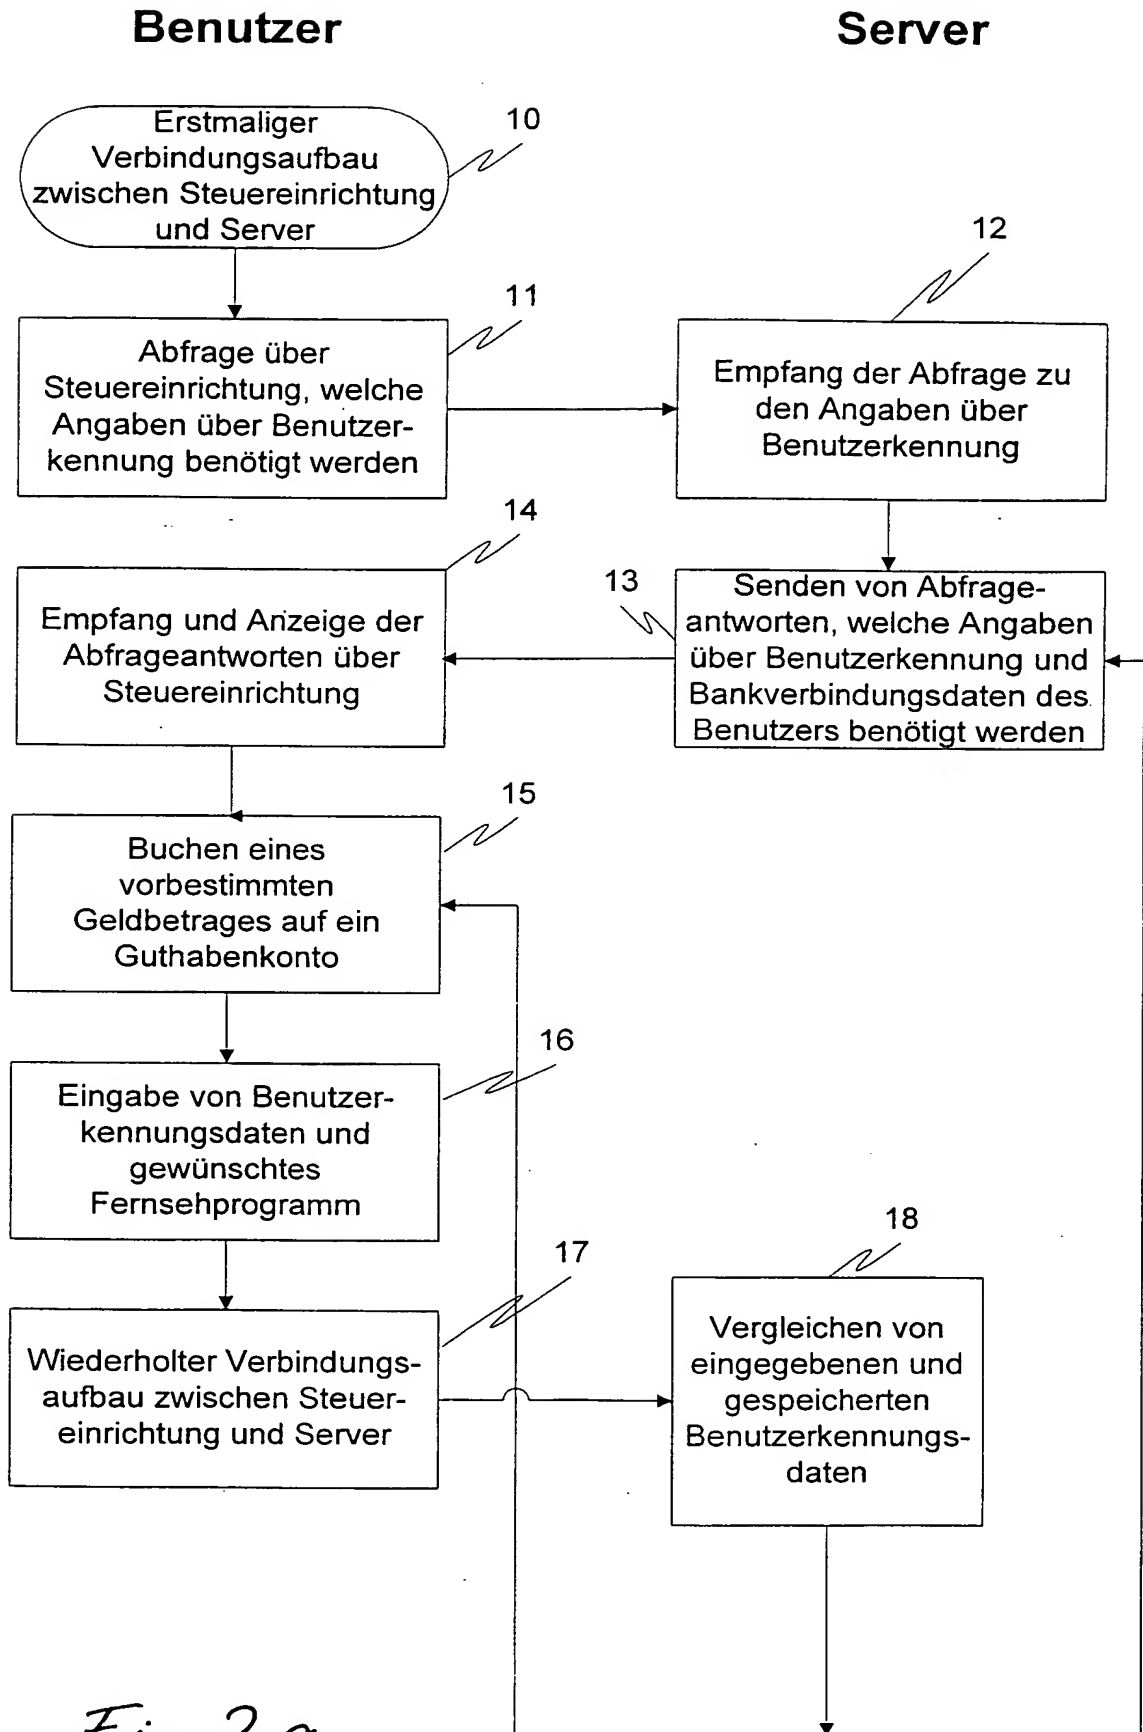 Benutzer
Server
Erstmaliger
Verbindungsaufbau
zwischen Steuereinrichtung
und Server
10
12
11
Abfrage über
Steuereinrichtung, welche
Angaben über Benutzer-
kennung benötigt werden
Empfang der Abfrage zu
den Angaben über
Benutzerkennung
14
13
Empfang und Anzeige der
Abfrageantworten über
Steuereinrichtung
Senden von Abfrage-
antworten, welche Angaben
über Benutzerkennung und
Bankverbindungsdaten des
Benutzers benötigt werden
15
Buchen eines
vorbestimmten
Geldbetrages auf ein
Guthabenkonto
16
Eingabe von Benutzer-
kennungsdaten und
gewünschtes
Fernsehprogramm
17
18
Wiederholter Verbindungs-
aufbau zwischen Steuer-
einrichtung und Server
Vergleichen von
eingegebenen und
gespeicherten
Benutzerkennungs-
daten
Fig. 2a